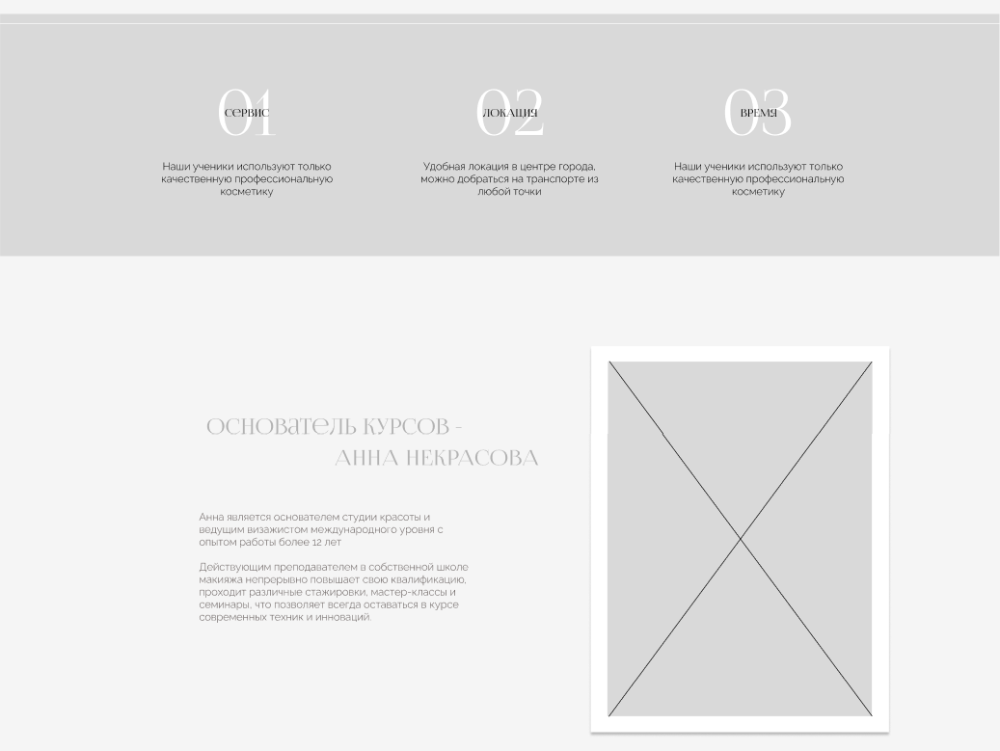 01
СЕРВИС
02
ЛОКАЦИЯ
03
ВРЕМЯ
Наши ученики используют только
качественную профессиональную
косметику
Удобная локация в центре города,
можно добраться на транспорте из
любой точки
Наши ученики используют только
качественную профессиональную
косметику
ОСНОВАТЕЛЬ КУРСОВ -
АННА НЕКРАСОВА
Анна является основателем студии красоты и
ведущим визажистом международного уровня с
опытом работы более 12 лет
Действующим преподавателем в собственной школе
макияжа непрерывно повышает свою квалификацию,
проходит различные стажировки, мастер-классы и
семинары, что позволяет всегда оставаться в курсе
современных техник и инноваций.